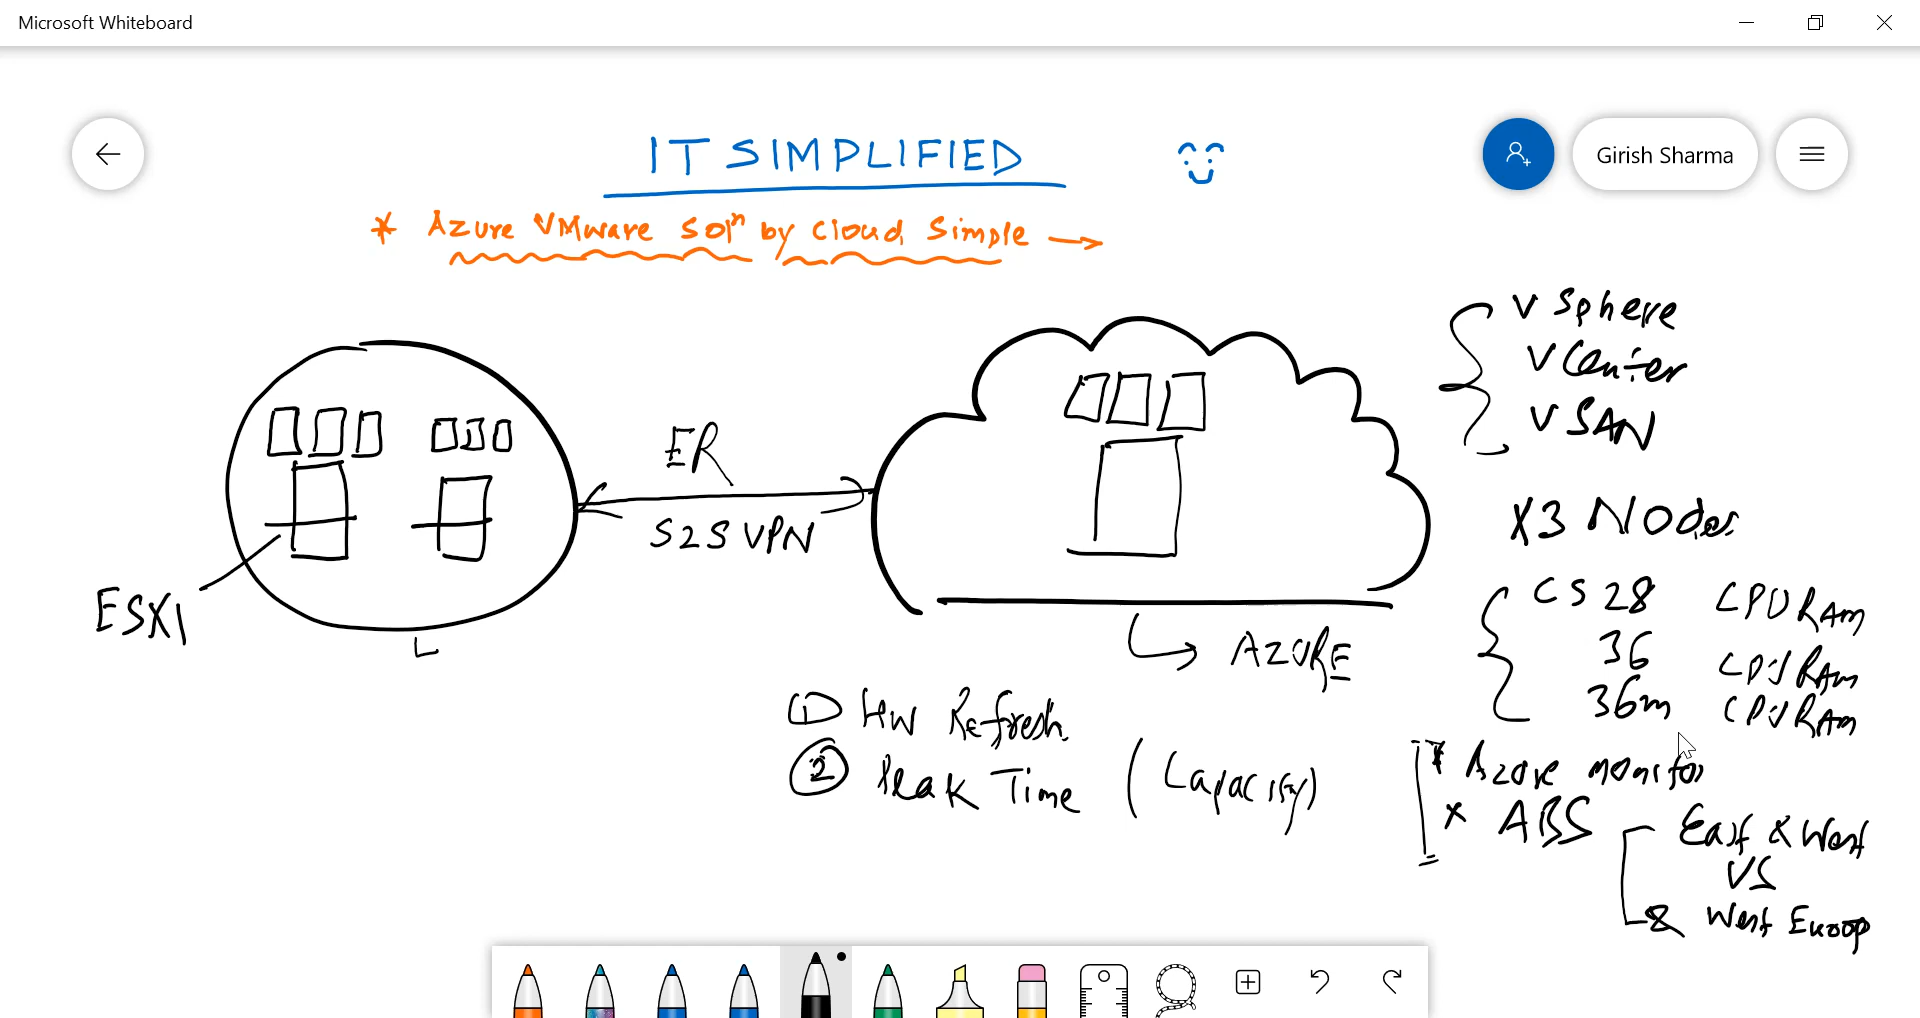 Microsoft Whiteboard
Girish Sharma
IT SIMPLIFIED
* Azure VMware Solⁿ by Cloud Simple →
ER
S2S VPN
ESXI
L
AZURE
① HW Refresh
② Peak Time (Capacity)
V Sphere
V Center
V SAN
X3 Nodes
CS 28 CPU RAM
36 CPU RAM
36m CPU RAM
* Azure monitor
x ABS
East & West
VS
& West Europ